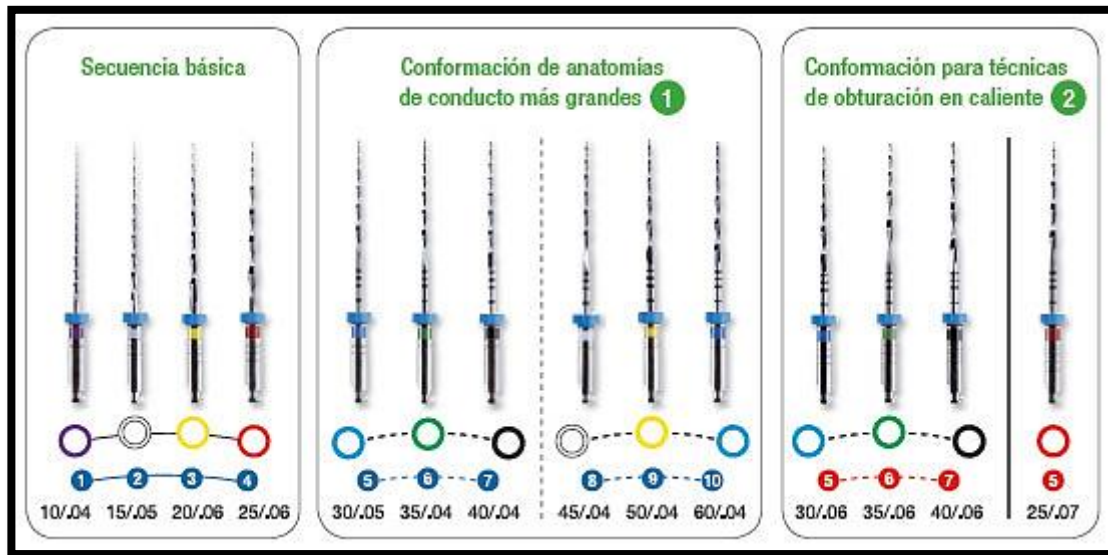 Secuencia básica
Conformación de anatomías
de conducto más grandes 1
Conformación para técnicas
de obturación en caliente 2
1 2 3 4
10/.04 15/.05 20/.06 25/.06
5 6 7 8 9 10
30/.05 35/.04 40/.04 45/.04 50/.04 60/.04
5 6 7 5
30/.06 35/.06 40/.06 25/.07